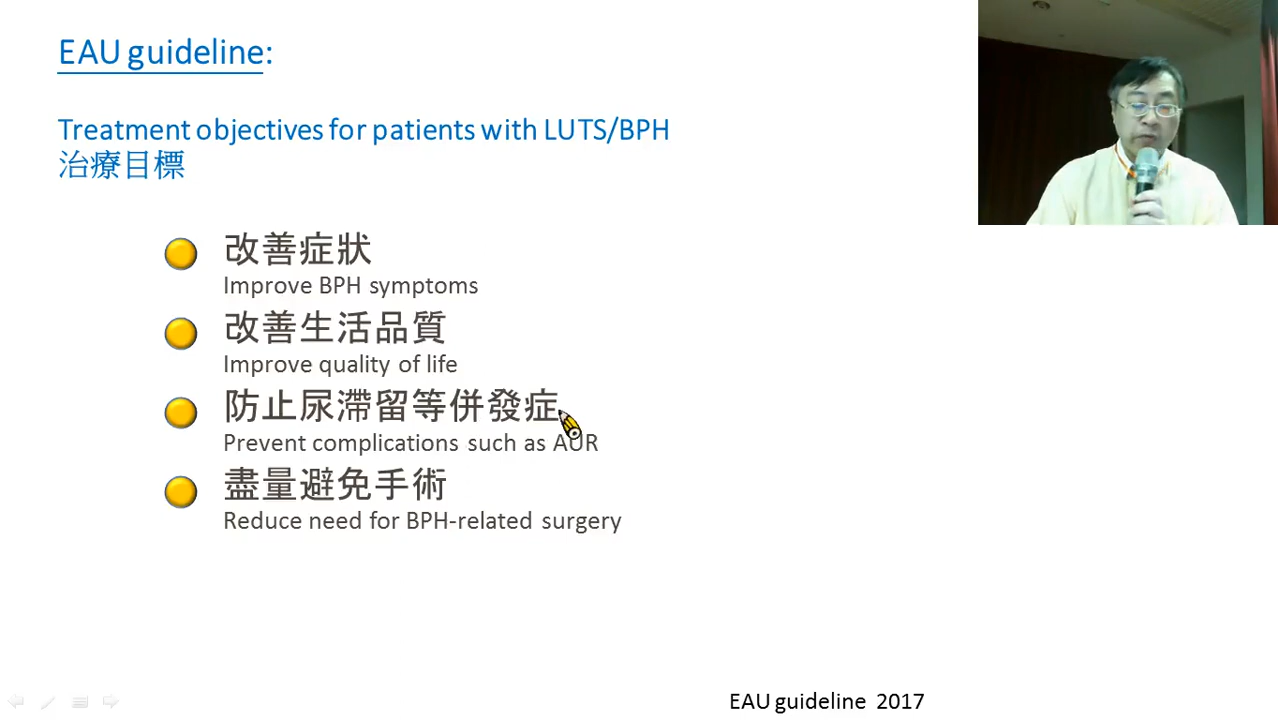 EAU guideline:
Treatment objectives for patients with LUTS/BPH
治療目標
改善症狀
Improve BPH symptoms
改善生活品質
Improve quality of life
防止尿滯留等併發症
Prevent complications such as AUR
盡量避免手術
Reduce need for BPH-related surgery
EAU guideline 2017